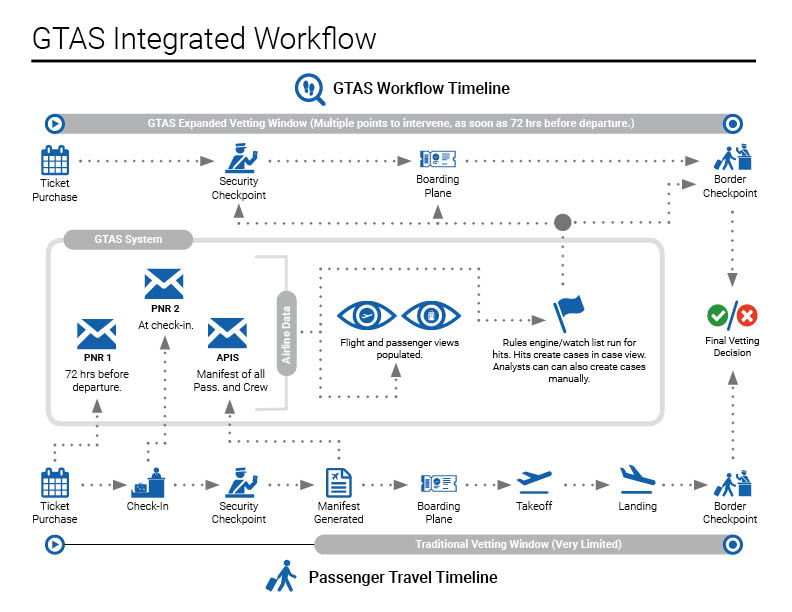 GTAS Integrated Workflow
GTAS Workflow Timeline
GTAS Expanded Vetting Window (Multiple points to intervene, as soon as 72 hrs before departure.)
Ticket
Purchase
Security
Checkpoint
Boarding
Plane
Border
Checkpoint
GTAS System
PNR 1
72 hrs before
departure.
PNR 2
At check-in.
APIS
Manifest of all
Pass. and Crew
Airline Data
Flight and passenger views
populated.
Rules engine/watch list run for
hits. Hits create cases in case view.
Analysts can can also create cases
manually.
Final Vetting
Decision
Ticket
Purchase
Check-In
Security
Checkpoint
Manifest
Generated
Boarding
Plane
Takeoff
Landing
Border
Checkpoint
Traditional Vetting Window (Very Limited)
Passenger Travel Timeline